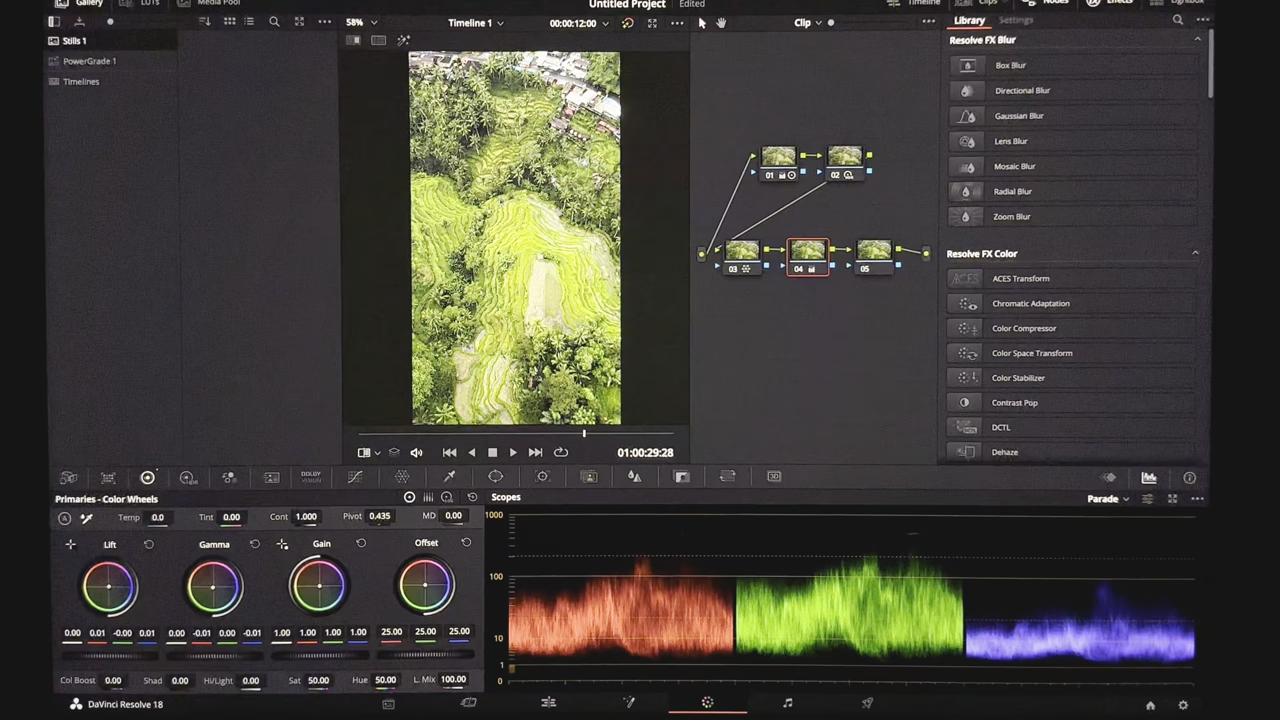 Gallery LUTs Media Pool Untitled Project Edited Timeline Clips Nodes Effects Lightbox
58% Timeline 1 00:00:12:00 Clip Library Settings
Stills 1
PowerGrade 1
Timelines
Resolve FX Blur
Box Blur
Directional Blur
Gaussian Blur
Lens Blur
Mosaic Blur
Radial Blur
Zoom Blur
01 02
03 04 05
Resolve FX Color
ACES ACES Transform
Chromatic Adaptation
Color Compressor
Color Space Transform
Color Stabilizer
Contrast Pop
DCTL
Dehaze
01:00:29:28
DOLBY VISION
3D
Primaries - Color Wheels
Scopes Parade
Temp 0.0 Tint 0.00 Cont 1.000 Pivot 0.435 MD 0.00
Lift Gamma Gain Offset
0.00 0.01 -0.00 0.01 0.00 -0.01 0.00 -0.01 1.00 1.00 1.00 1.00 25.00 25.00 25.00
Col Boost 0.00 Shad 0.00 Hi/Light 0.00 Sat 50.00 Hue 50.00 L. Mix 100.00
1000
100
10
1
0
DaVinci Resolve 18